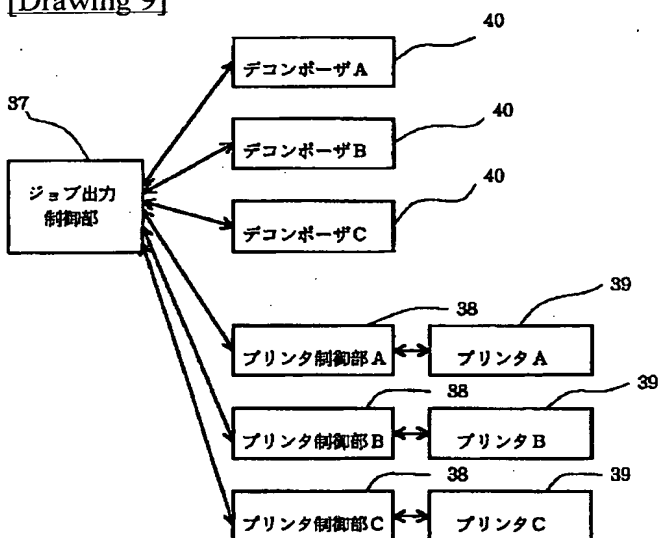 [Drawing 9]
40
デコンポーザA
37
40
デコンポーザB
ジョブ出力
制御部
40
デコンポーザC
38
39
プリンタ制御部A
プリンタA
38
39
プリンタ制御部B
プリンタB
38
39
プリンタ制御部C
プリンタC